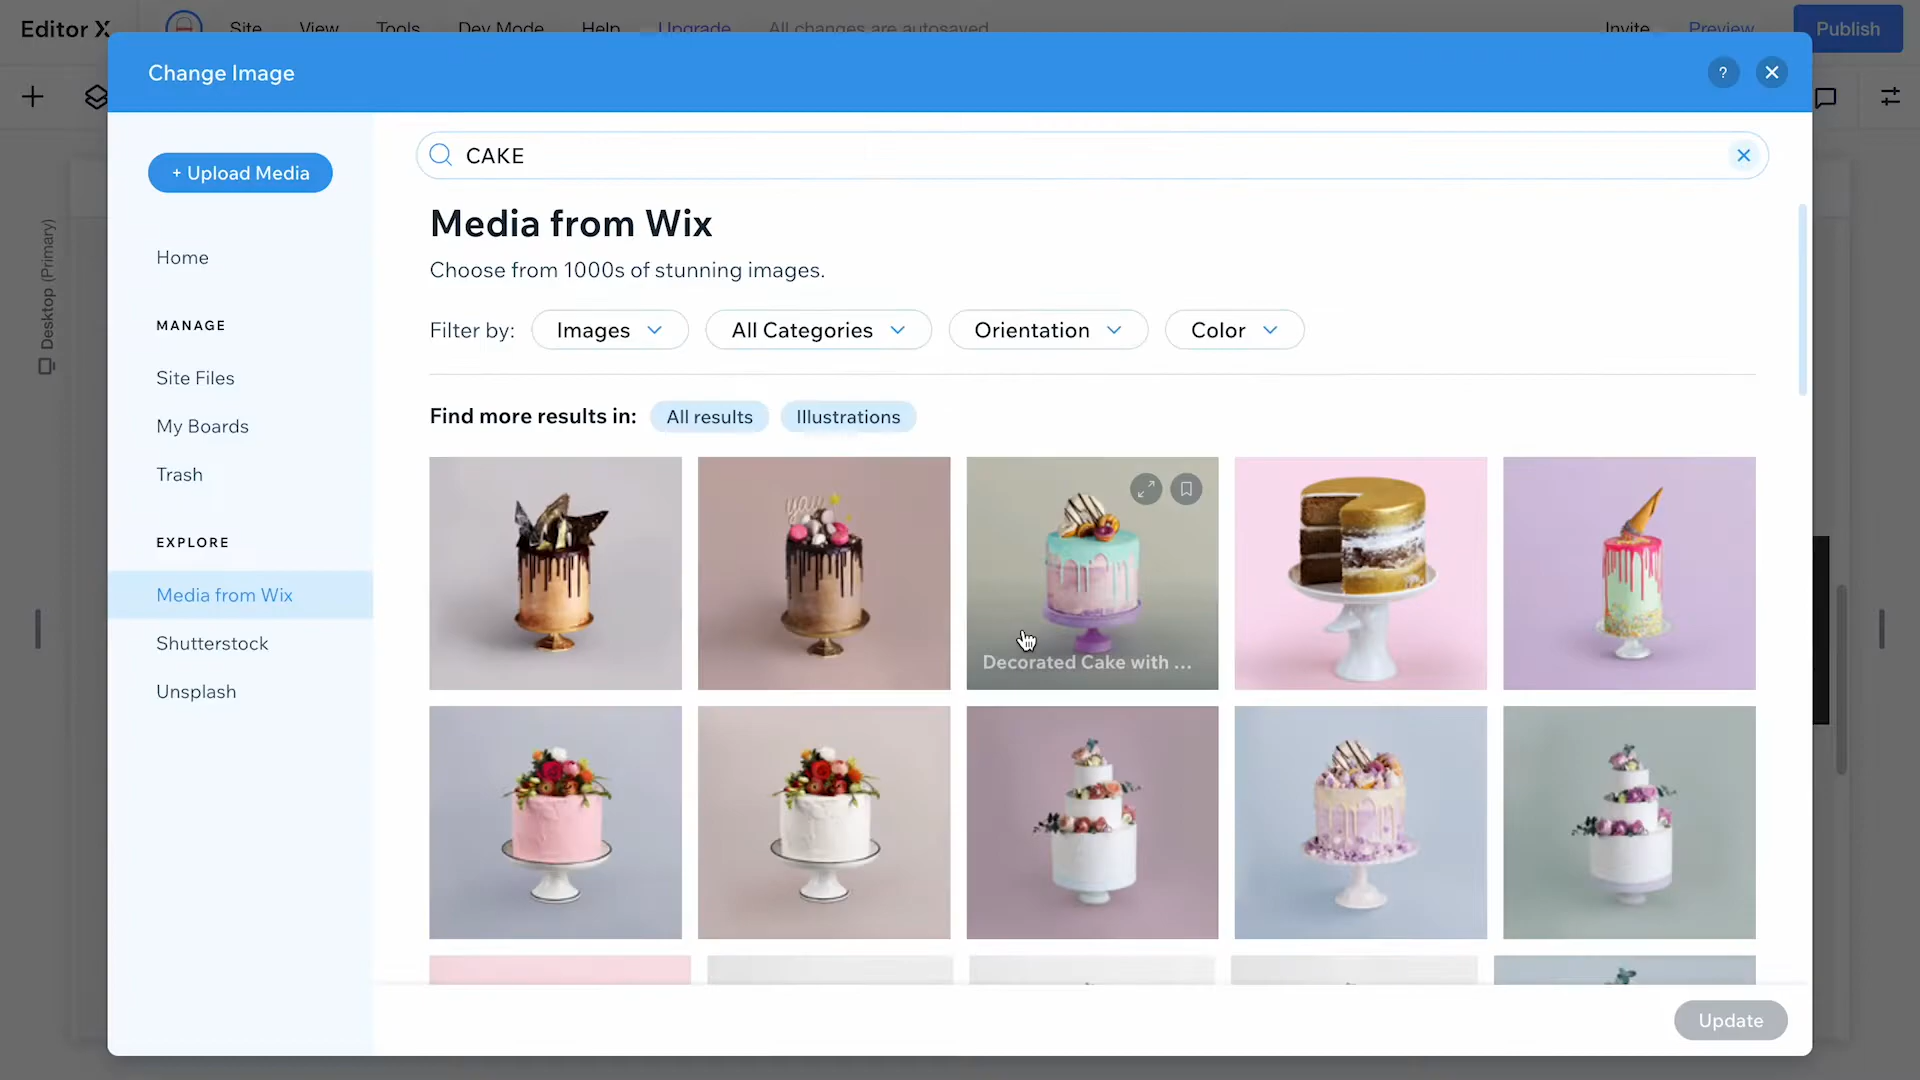 Editor X
Site
View
Tools
Dev Mode
Help
Upgrade
All changes are autosaved
Invite
Preview
Publish
Change Image
?
+ Upload Media
CAKE
Home
MANAGE
Site Files
My Boards
Trash
EXPLORE
Media from Wix
Shutterstock
Unsplash
Desktop (Primary)
Media from Wix
Choose from 1000s of stunning images.
Filter by:
Images
All Categories
Orientation
Color
Find more results in:
All results
Illustrations
yay
Decorated Cake with ...
Update